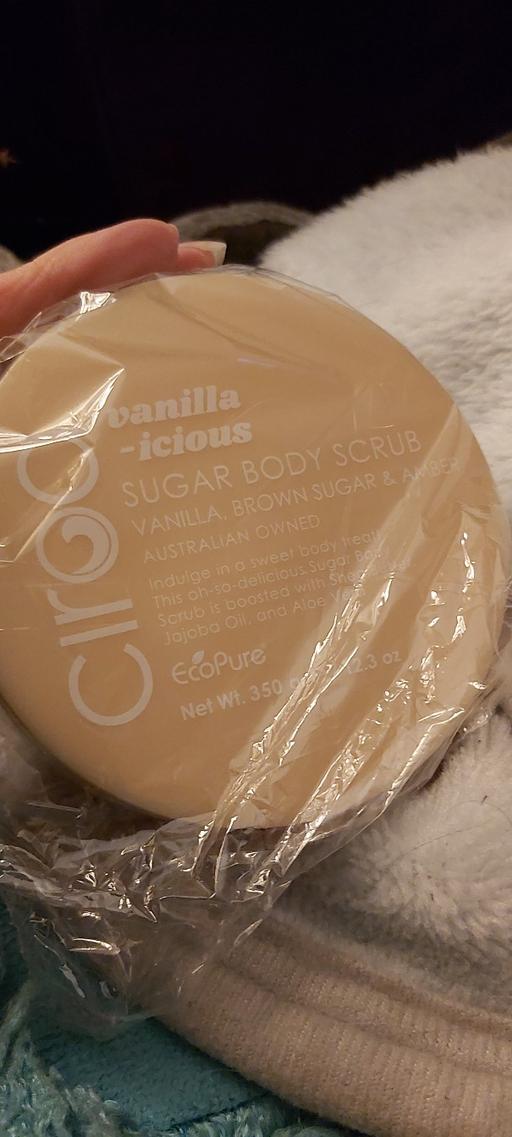 Ciroa
vanilla
-icious
SUGAR BODY SCRUB
VANILLA, BROWN SUGAR & AMBER
AUSTRALIAN OWNED
Indulge in a sweet body treat!
This oh-so-delicious Sugar
Scrub is boosted with
Jojoba Oil, and Aloe
EcoPure
Net Wt. 350 12.3 oz